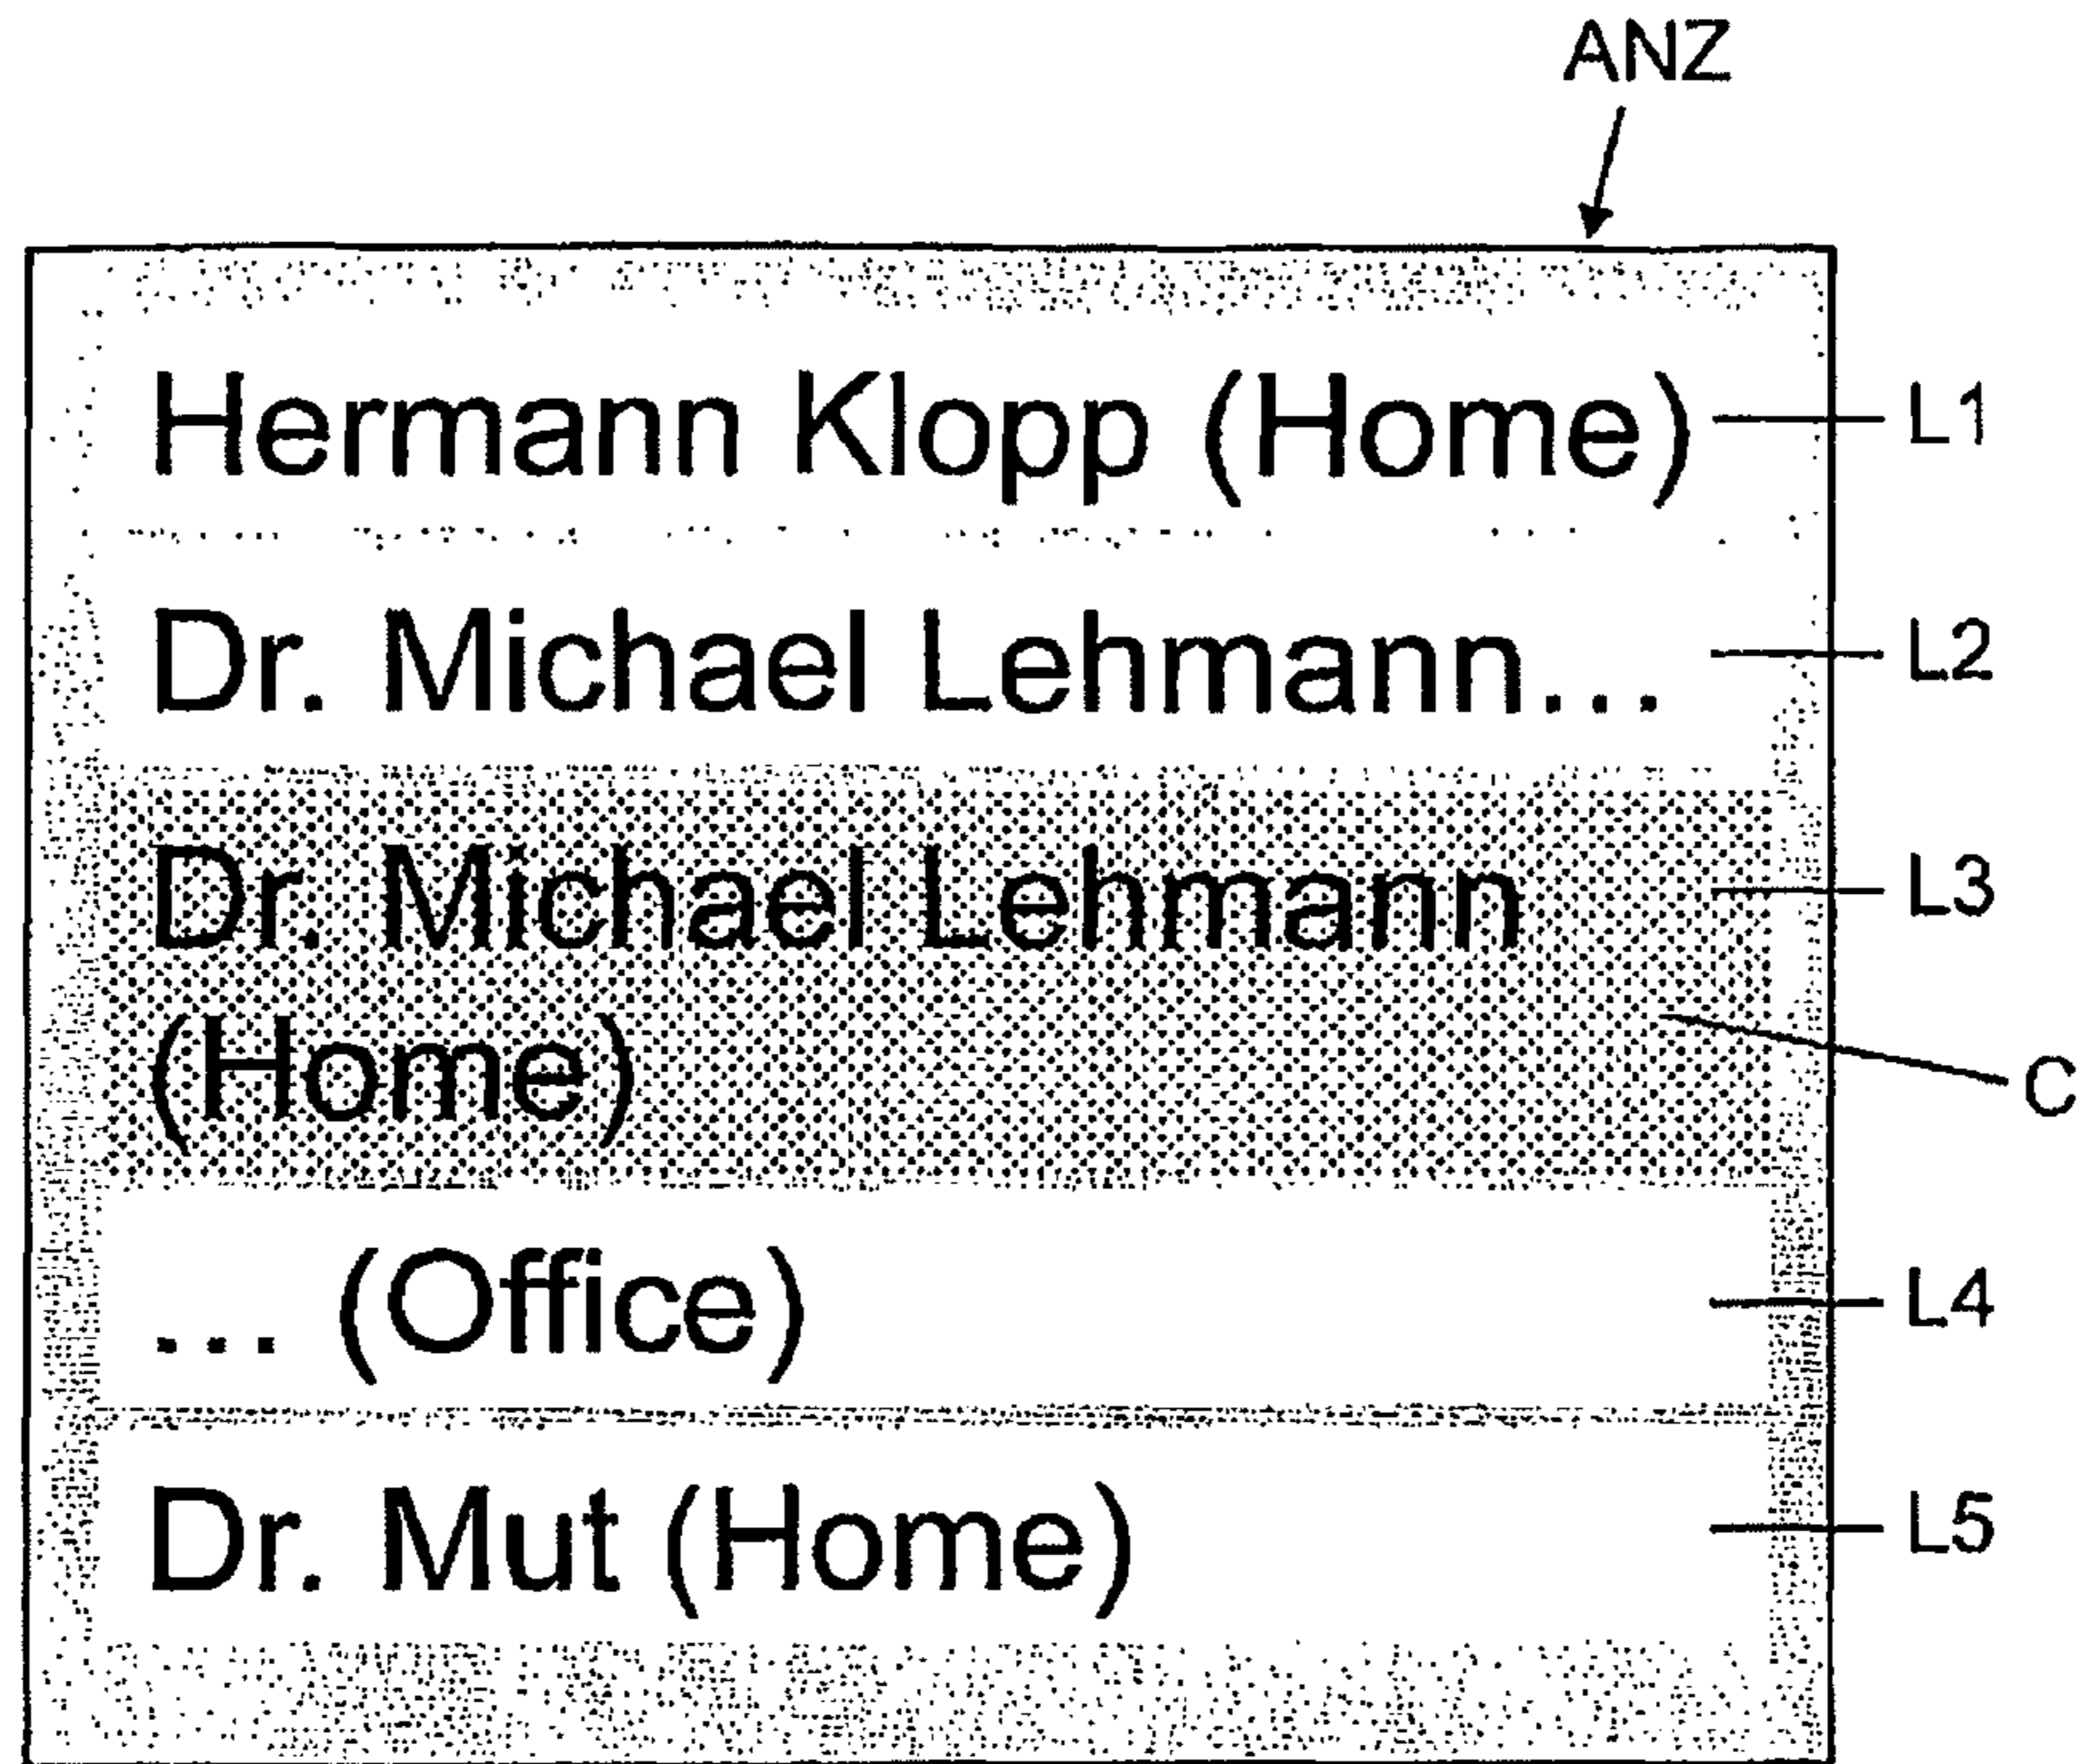 ANZ
Hermann Klopp (Home) L1
Dr. Michael Lehmann... L2
Dr. Michael Lehmann L3
(Home) C
... (Office) L4
Dr. Mut (Home) L5